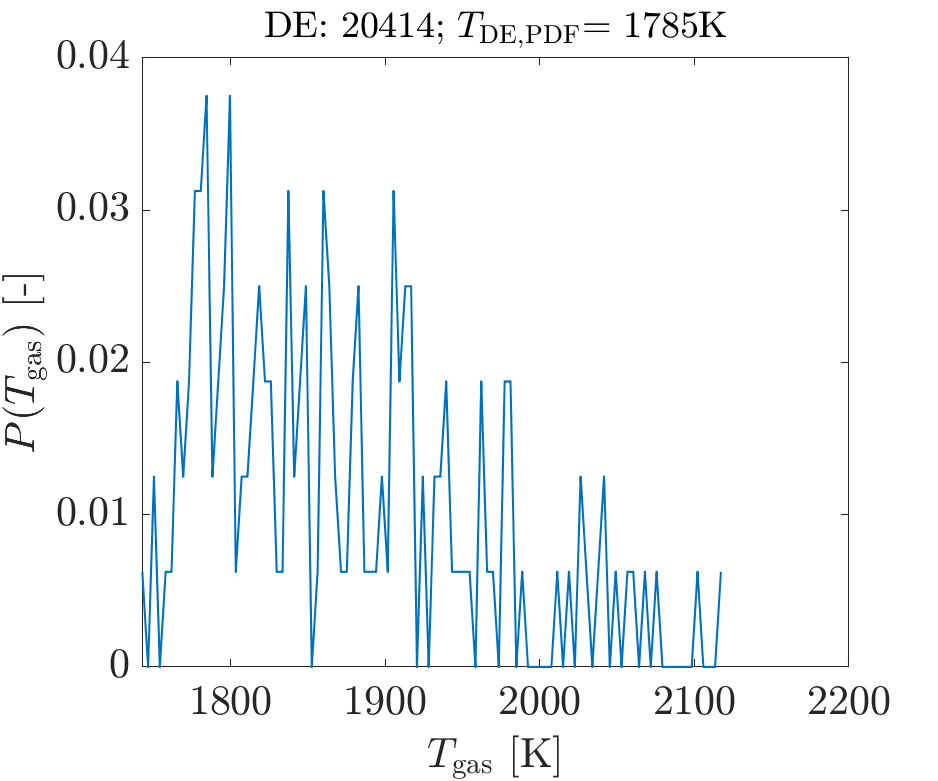 DE: 20414; T_DE,PDF= 1785K
0.04
0.03
0.02
0.01
0
P(T_gas) [-]
1800 1900 2000 2100 2200
T_gas [K]